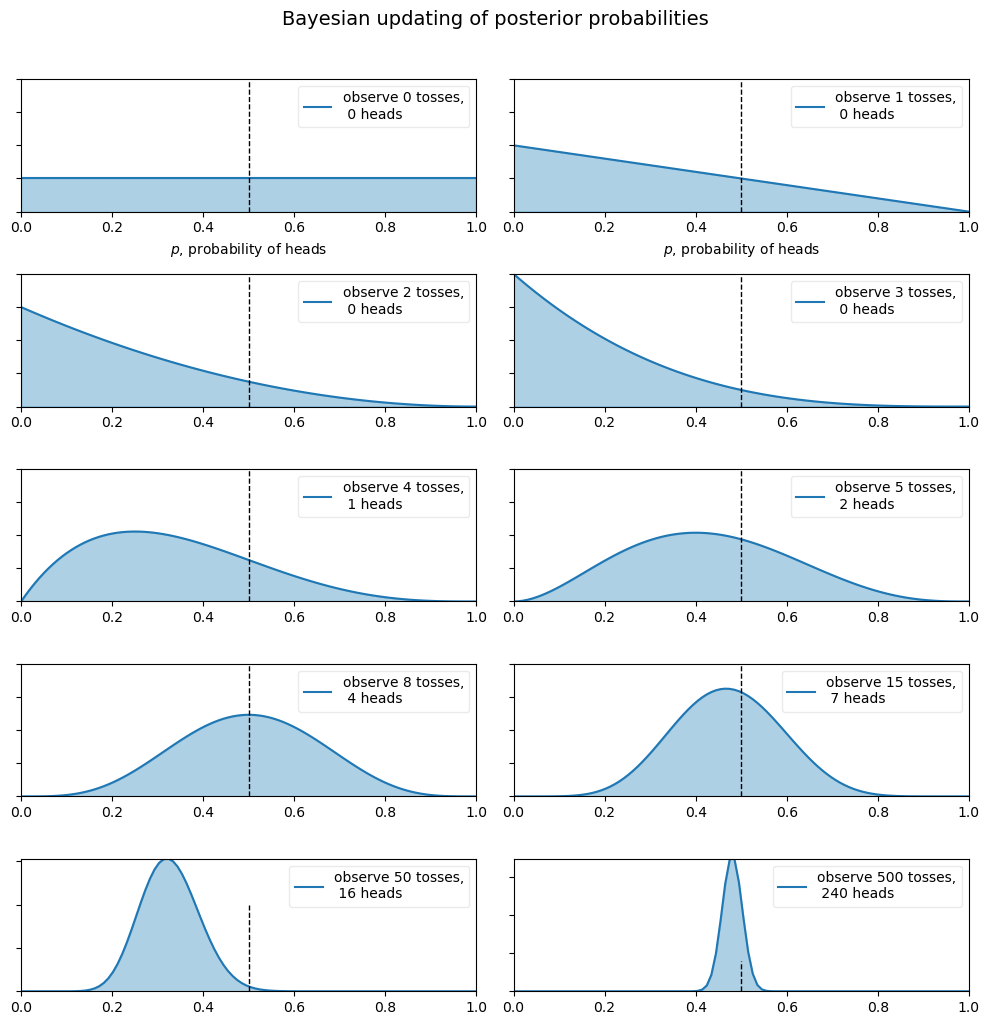 Bayesian updating of posterior probabilities
observe 0 tosses,
0 heads
0.0 0.2 0.4 0.6 0.8 1.0
p, probability of heads
observe 1 tosses,
0 heads
0.0 0.2 0.4 0.6 0.8 1.0
p, probability of heads
observe 2 tosses,
0 heads
0.0 0.2 0.4 0.6 0.8 1.0
observe 3 tosses,
0 heads
0.0 0.2 0.4 0.6 0.8 1.0
observe 4 tosses,
1 heads
0.0 0.2 0.4 0.6 0.8 1.0
observe 5 tosses,
2 heads
0.0 0.2 0.4 0.6 0.8 1.0
observe 8 tosses,
4 heads
0.0 0.2 0.4 0.6 0.8 1.0
observe 15 tosses,
7 heads
0.0 0.2 0.4 0.6 0.8 1.0
observe 50 tosses,
16 heads
0.0 0.2 0.4 0.6 0.8 1.0
observe 500 tosses,
240 heads
0.0 0.2 0.4 0.6 0.8 1.0